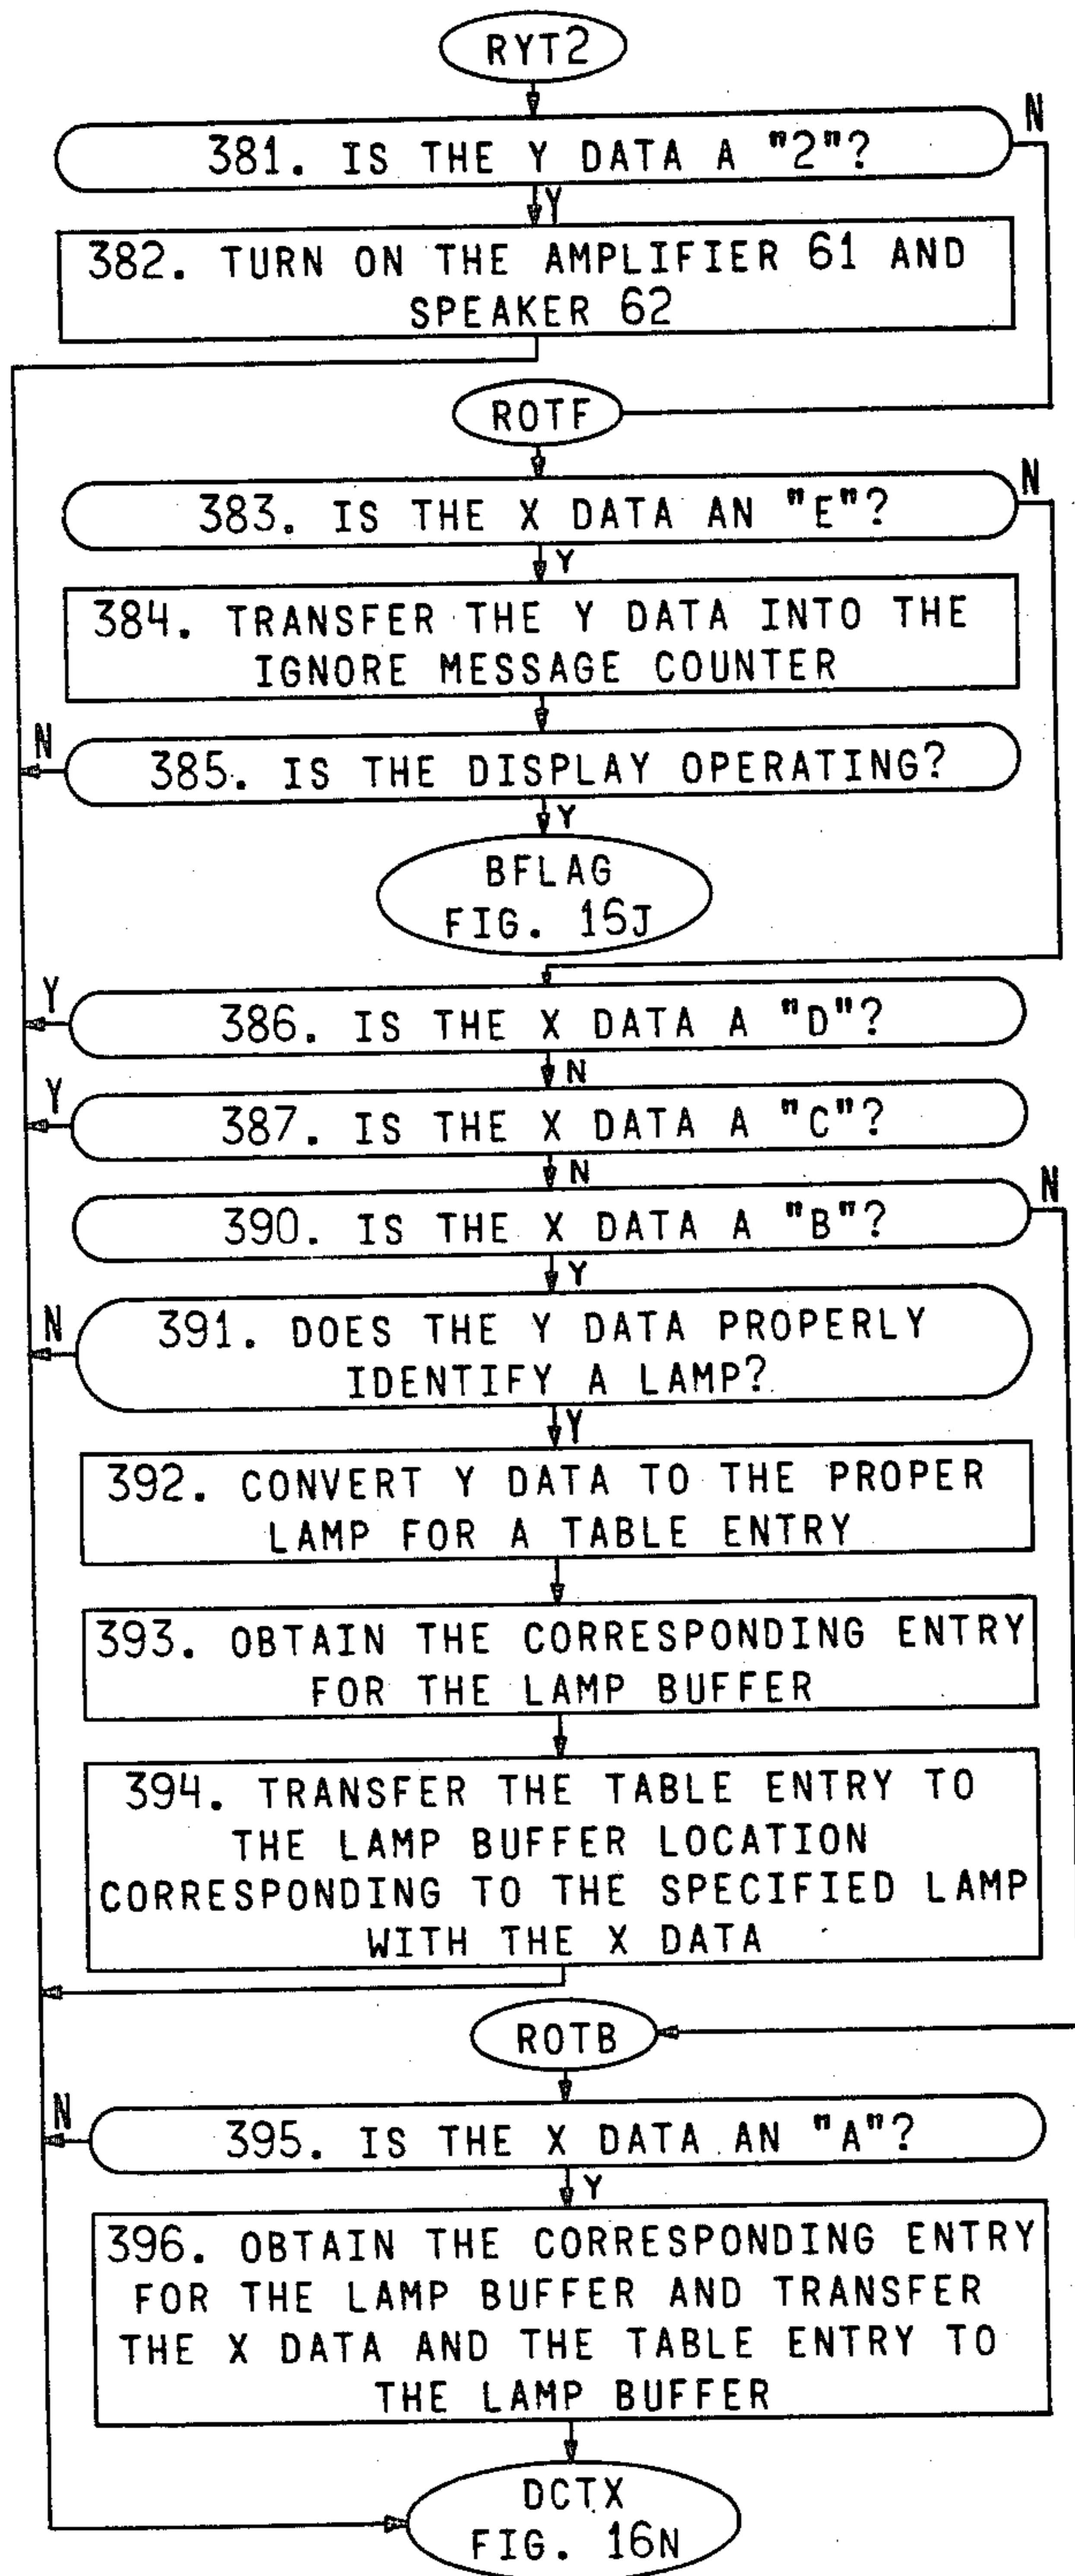 RYT2
N
381. IS THE Y DATA A "2"?
Y
382. TURN ON THE AMPLIFIER 61 AND
SPEAKER 62
ROTF
N
383. IS THE X DATA AN "E"?
Y
384. TRANSFER THE Y DATA INTO THE
IGNORE MESSAGE COUNTER
N
385. IS THE DISPLAY OPERATING?
Y
BFLAG
FIG. 16J
Y
386. IS THE X DATA A "D"?
N
Y
387. IS THE X DATA A "C"?
N
N
390. IS THE X DATA A "B"?
Y
N
391. DOES THE Y DATA PROPERLY
IDENTIFY A LAMP?
Y
392. CONVERT Y DATA TO THE PROPER
LAMP FOR A TABLE ENTRY
393. OBTAIN THE CORRESPONDING ENTRY
FOR THE LAMP BUFFER
394. TRANSFER THE TABLE ENTRY TO
THE LAMP BUFFER LOCATION
CORRESPONDING TO THE SPECIFIED LAMP
WITH THE X DATA
ROTB
N
395. IS THE X DATA AN "A"?
Y
396. OBTAIN THE CORRESPONDING ENTRY
FOR THE LAMP BUFFER AND TRANSFER
THE X DATA AND THE TABLE ENTRY TO
THE LAMP BUFFER
DCTX
FIG. 16N